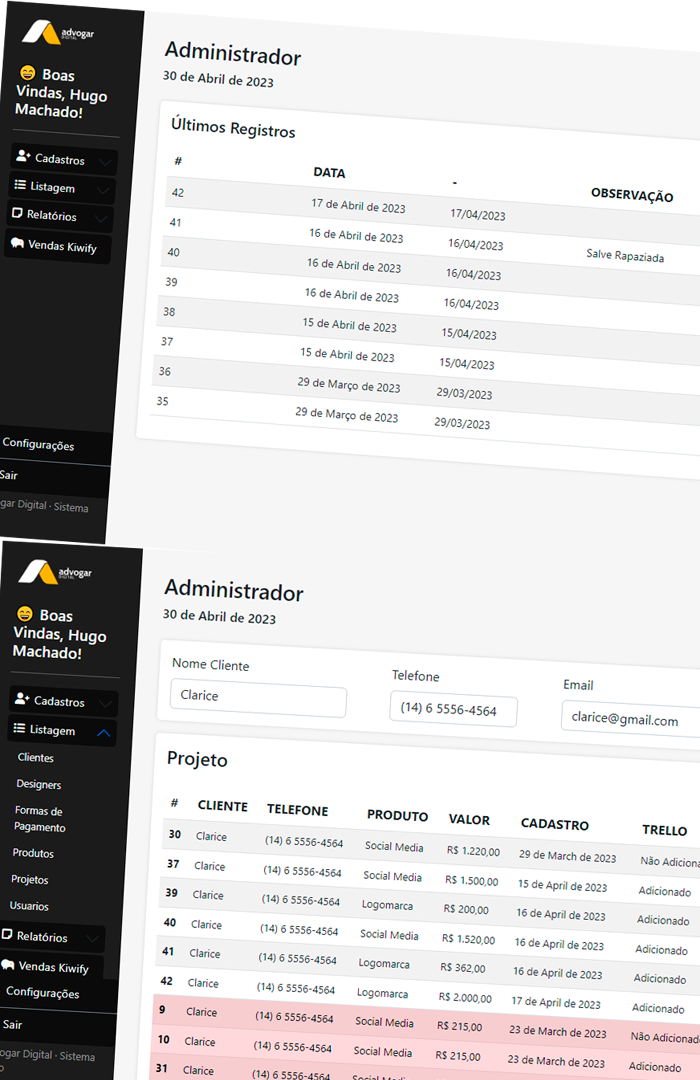 advogar
DIGITAL
😄 Boas
Vindas, Hugo
Machado!
Cadastros
Listagem
Relatórios
Vendas Kiwify
Configurações
Sair
gar Digital · Sistema
Administrador
30 de Abril de 2023
Últimos Registros
# DATA - OBSERVAÇÃO
42 17 de Abril de 2023 17/04/2023
41 16 de Abril de 2023 16/04/2023 Salve Rapaziada
40 16 de Abril de 2023 16/04/2023
39 16 de Abril de 2023 16/04/2023
38 15 de Abril de 2023 15/04/2023
37 15 de Abril de 2023 15/04/2023
36 29 de Março de 2023 29/03/2023
35 29 de Março de 2023 29/03/2023
advogar
DIGITAL
😄 Boas
Vindas, Hugo
Machado!
Cadastros
Listagem
Clientes
Designers
Formas de
Pagamento
Produtos
Projetos
Usuarios
Relatórios
Vendas Kiwify
Configurações
Sair
ogar Digital · Sistema
o
Administrador
30 de Abril de 2023
Nome Cliente Telefone Email
Clarice (14) 6 5556-4564 clarice@gmail.com
Projeto
# CLIENTE TELEFONE PRODUTO VALOR CADASTRO TRELLO
30 Clarice (14) 6 5556-4564 Social Media R$ 1.220,00 29 de March de 2023 Não Adiciona
37 Clarice (14) 6 5556-4564 Social Media R$ 1.500,00 15 de April de 2023 Adicionado
39 Clarice (14) 6 5556-4564 Logomarca R$ 200,00 16 de April de 2023 Adicionado
40 Clarice (14) 6 5556-4564 Social Media R$ 1.520,00 16 de April de 2023 Adicionado
41 Clarice (14) 6 5556-4564 Logomarca R$ 362,00 16 de April de 2023 Adicionado
42 Clarice (14) 6 5556-4564 Logomarca R$ 2.000,00 17 de April de 2023 Adicionado
9 Clarice (14) 6 5556-4564 Social Media R$ 215,00 23 de March de 2023 Não Adicionado
10 Clarice (14) 6 5556-4564 Social Media R$ 215,00 23 de March de 2023 Adicionado
31 Clarice (14) 6 5556-4564 Social Media